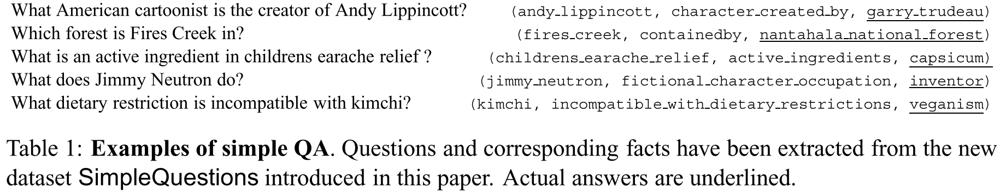 What American cartoonist is the creator of Andy Lippincott? (andy_lippincott, character_created_by, garry_trudeau)
Which forest is Fires Creek in? (fires_creek, containedby, nantahala_national_forest)
What is an active ingredient in childrens earache relief ? (childrens_earache_relief, active_ingredients, capsicum)
What does Jimmy Neutron do? (jimmy_neutron, fictional_character_occupation, inventor)
What dietary restriction is incompatible with kimchi? (kimchi, incompatible_with_dietary_restrictions, veganism)
Table 1: Examples of simple QA. Questions and corresponding facts have been extracted from the new
dataset SimpleQuestions introduced in this paper. Actual answers are underlined.